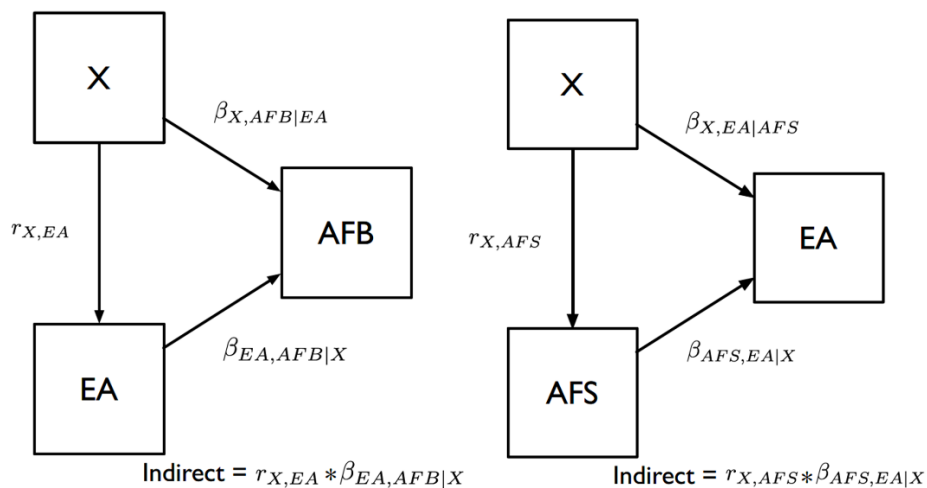 X
β_{X,AFB|EA}
r_{X,EA}
AFB
β_{EA,AFB|X}
EA
Indirect = r_{X,EA} * β_{EA,AFB|X}
X
β_{X,EA|AFS}
r_{X,AFS}
EA
β_{AFS,EA|X}
AFS
Indirect = r_{X,AFS} * β_{AFS,EA|X}